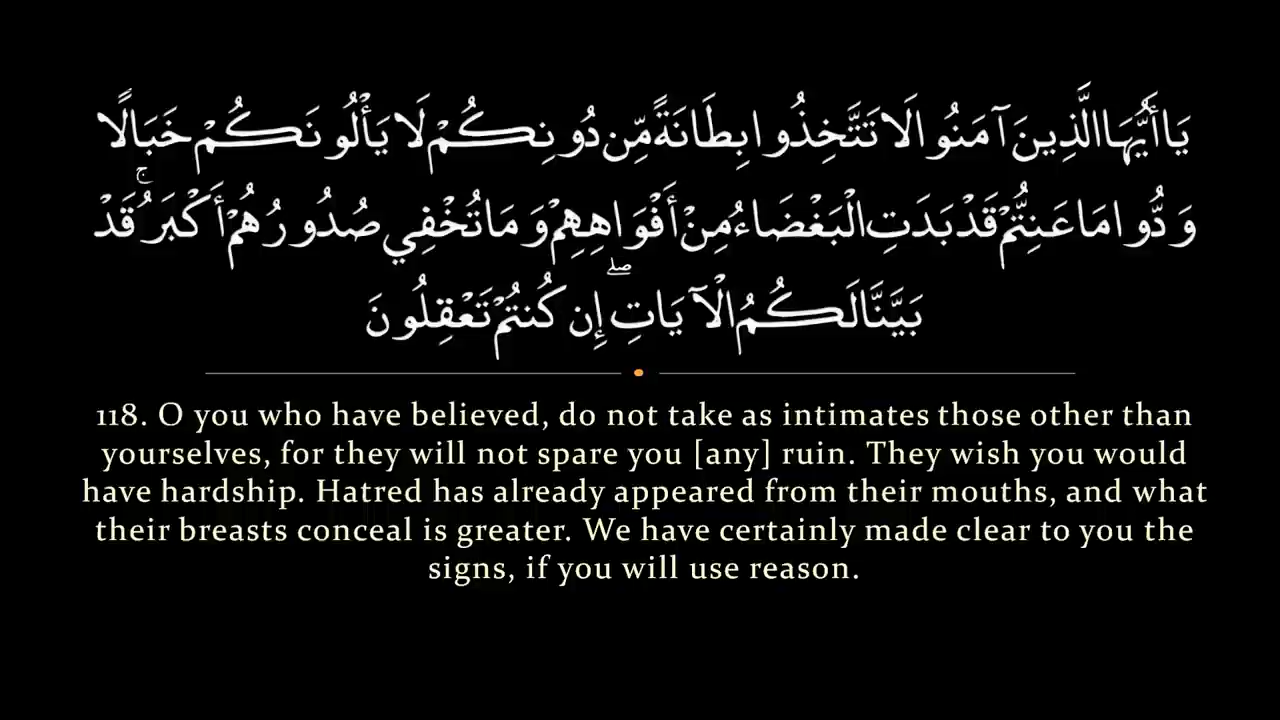 يَا أَيُّهَا الَّذِينَ آمَنُوا لَا تَتَّخِذُوا بِطَانَةً مِّن دُونِكُمْ لَا يَأْلُونَكُمْ خَبَالًا
وَدُّوا مَا عَنِتُّمْ قَدْ بَدَتِ الْبَغْضَاءُ مِنْ أَفْوَاهِهِمْ وَمَا تُخْفِي صُدُورُهُمْ أَكْبَرُ ۚ قَدْ
بَيَّنَّا لَكُمُ الْآيَاتِ ۖ إِن كُنتُمْ تَعْقِلُونَ
118. O you who have believed, do not take as intimates those other than
yourselves, for they will not spare you [any] ruin. They wish you would
have hardship. Hatred has already appeared from their mouths, and what
their breasts conceal is greater. We have certainly made clear to you the
signs, if you will use reason.